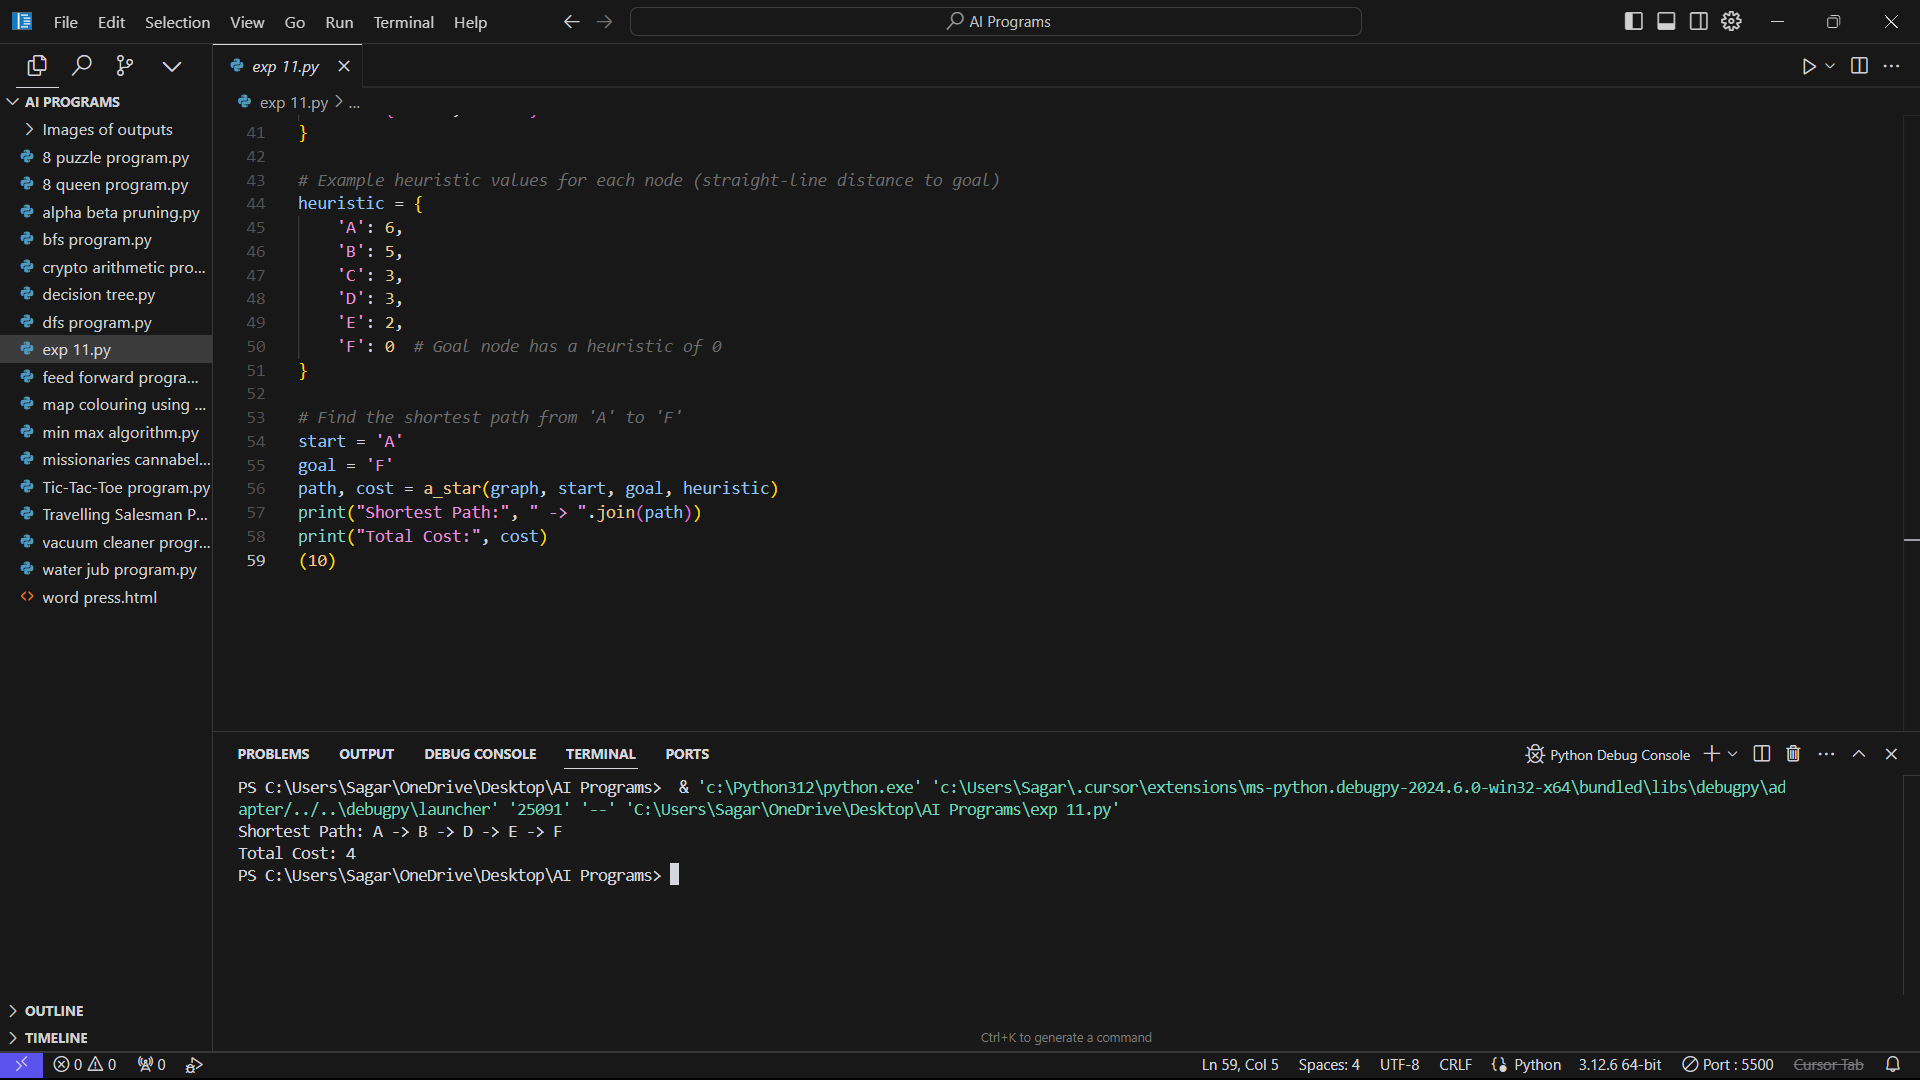 File Edit Selection View Go Run Terminal Help
AI Programs
AI PROGRAMS
Images of outputs
8 puzzle program.py
8 queen program.py
alpha beta pruning.py
bfs program.py
crypto arithmetic pro...
decision tree.py
dfs program.py
exp 11.py
feed forward progra...
map colouring using ...
min max algorithm.py
missionaries cannabel...
Tic-Tac-Toe program.py
Travelling Salesman P...
vacuum cleaner progr...
water jub program.py
word press.html
OUTLINE
TIMELINE
exp 11.py
exp 11.py > ...
41 }
42
43 # Example heuristic values for each node (straight-line distance to goal)
44 heuristic = {
45     'A': 6,
46     'B': 5,
47     'C': 3,
48     'D': 3,
49     'E': 2,
50     'F': 0  # Goal node has a heuristic of 0
51 }
52
53 # Find the shortest path from 'A' to 'F'
54 start = 'A'
55 goal = 'F'
56 path, cost = a_star(graph, start, goal, heuristic)
57 print("Shortest Path:", " -> ".join(path))
58 print("Total Cost:", cost)
59 (10)
PROBLEMS OUTPUT DEBUG CONSOLE TERMINAL PORTS
Python Debug Console
PS C:\Users\Sagar\OneDrive\Desktop\AI Programs>  & 'c:\Python312\python.exe' 'c:\Users\Sagar\.cursor\extensions\ms-python.debugpy-2024.6.0-win32-x64\bundled\libs\debugpy\ad
apter/../..\debugpy\launcher' '25091' '--' 'C:\Users\Sagar\OneDrive\Desktop\AI Programs\exp 11.py'
Shortest Path: A -> B -> D -> E -> F
Total Cost: 4
PS C:\Users\Sagar\OneDrive\Desktop\AI Programs>
Ctrl+K to generate a command
0 0 0
Ln 59, Col 5 Spaces: 4 UTF-8 CRLF Python 3.12.6 64-bit Port : 5500 Cursor Tab